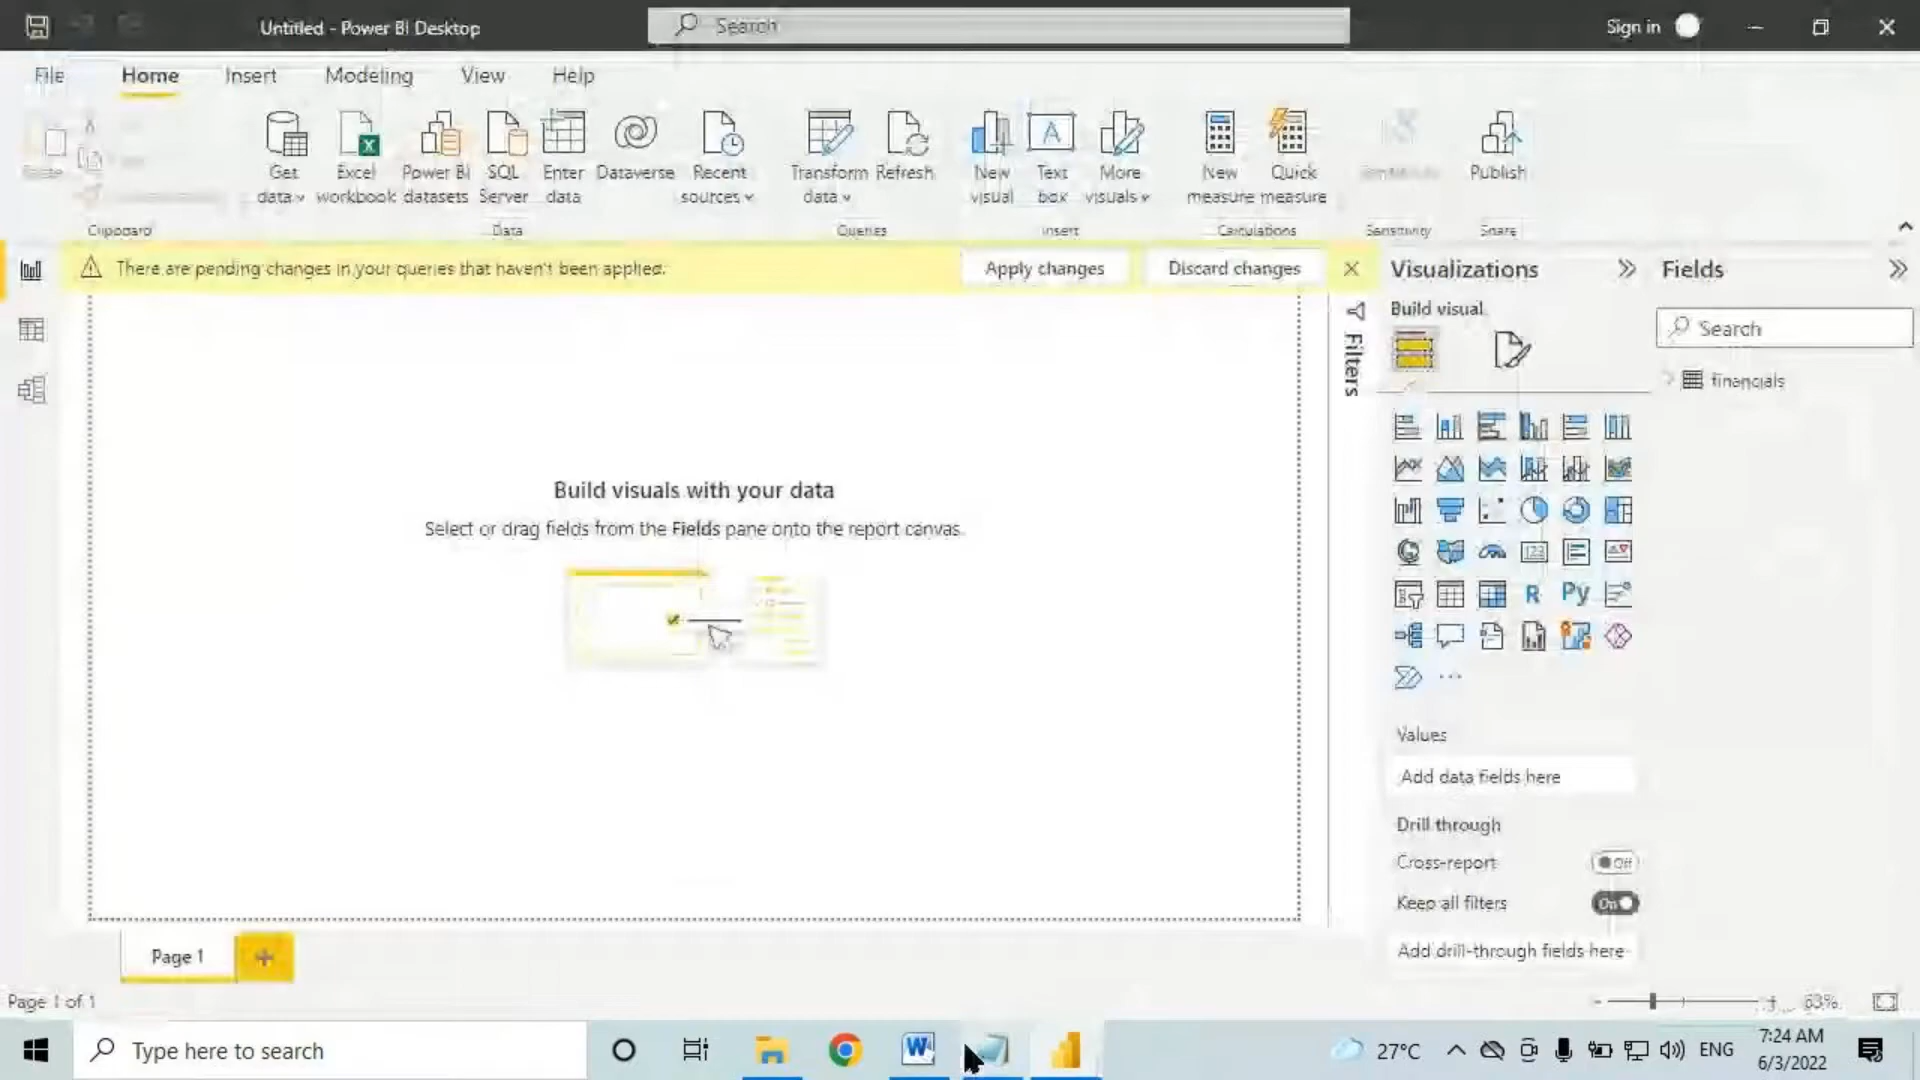 Untitled - Power BI Desktop
Search
Sign in
File
Home
Insert
Modeling
View
Help
Get data
Excel workbook
Power BI datasets
SQL Server
Enter data
Dataverse
Recent sources
Transform data
Refresh
New visual
Text box
More visuals
New measure
Quick measure
Publish
Clipboard
Data
Queries
Insert
Calculations
Sensitivity
Share
There are pending changes in your queries that haven't been applied.
Apply changes
Discard changes
Filters
Visualizations
Build visual
Fields
Search
financials
Build visuals with your data
Select or drag fields from the Fields pane onto the report canvas.
123
R
Py
Values
Add data fields here
Drill through
Cross-report
Off
Keep all filters
On
Add drill-through fields here
Page 1
Page 1 of 1
Type here to search
27°C
ENG
7:24 AM
6/3/2022